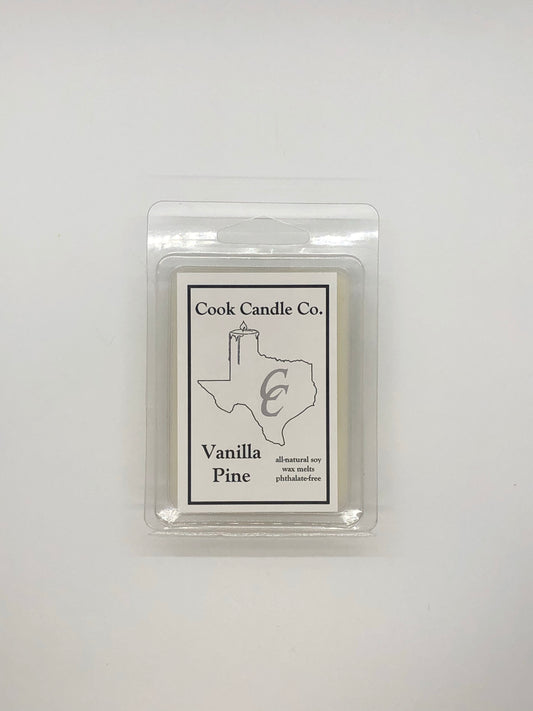 Cook Candle Co.
CC
Vanilla
Pine
all-natural soy
wax melts
phthalate-free